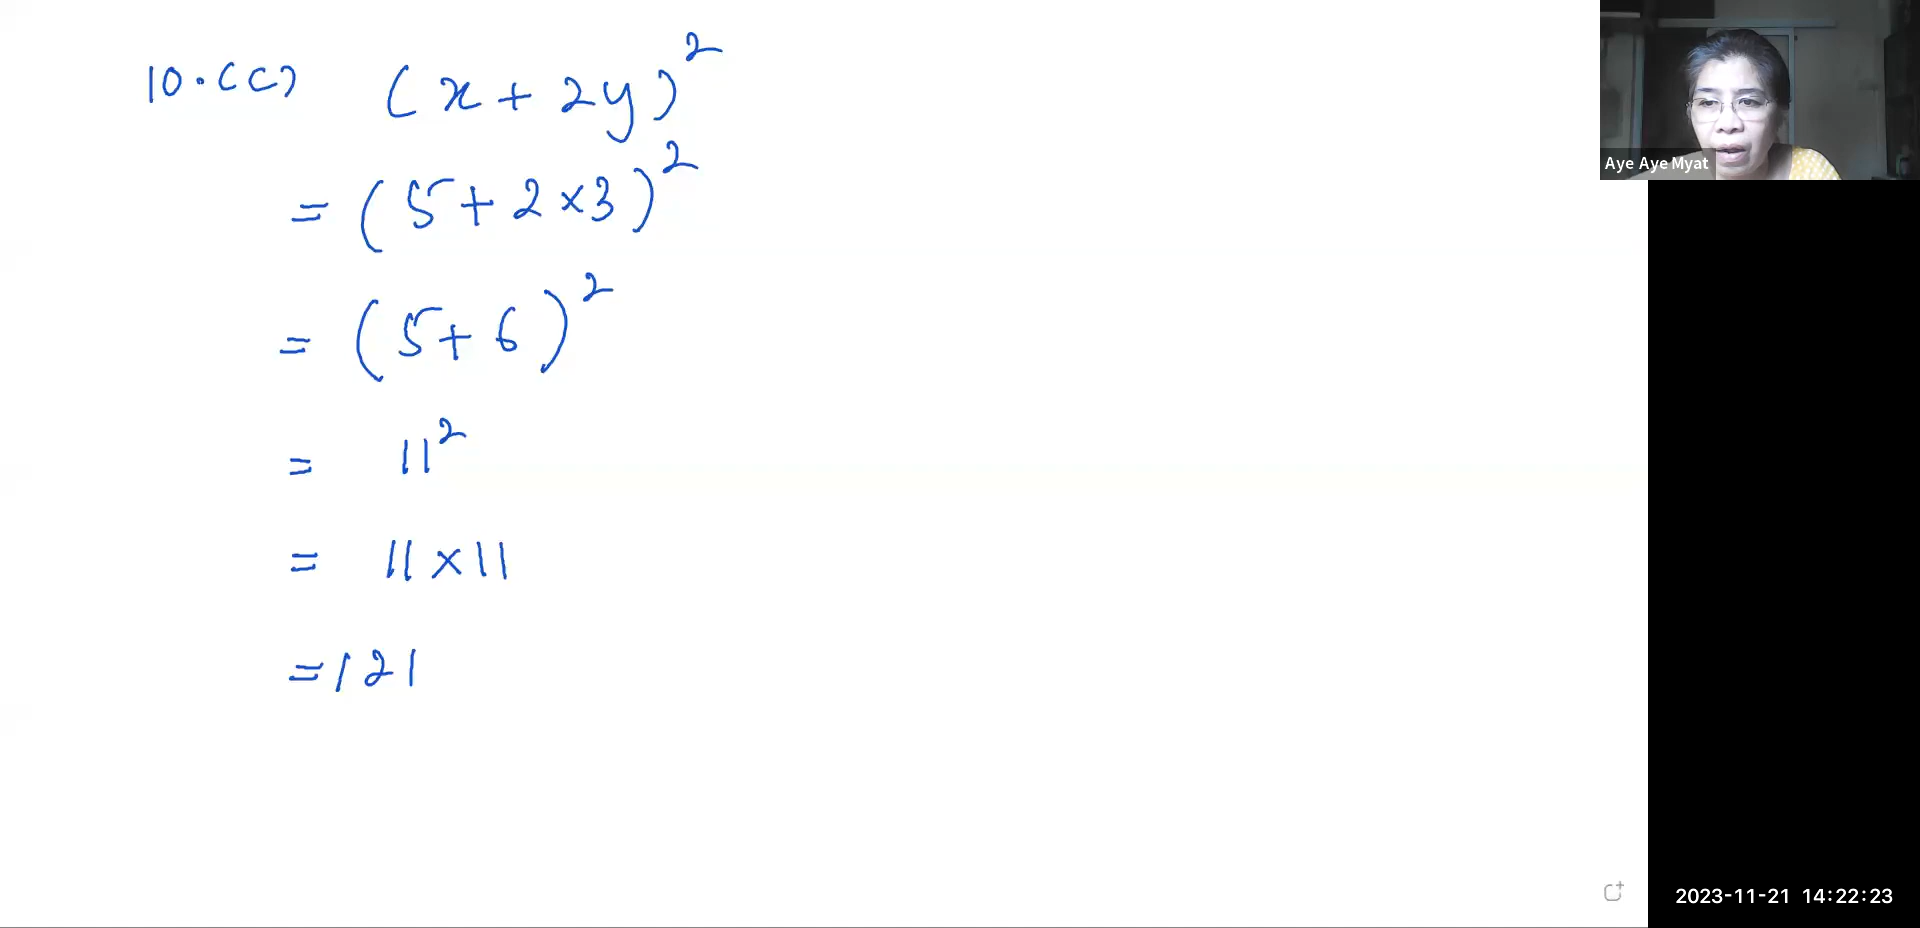 10.(c) (x + 2y)²
= (5 + 2 × 3)²
= (5 + 6)²
= 11²
= 11 × 11
= 121
Aye Aye Myat
2023-11-21 14:22:23